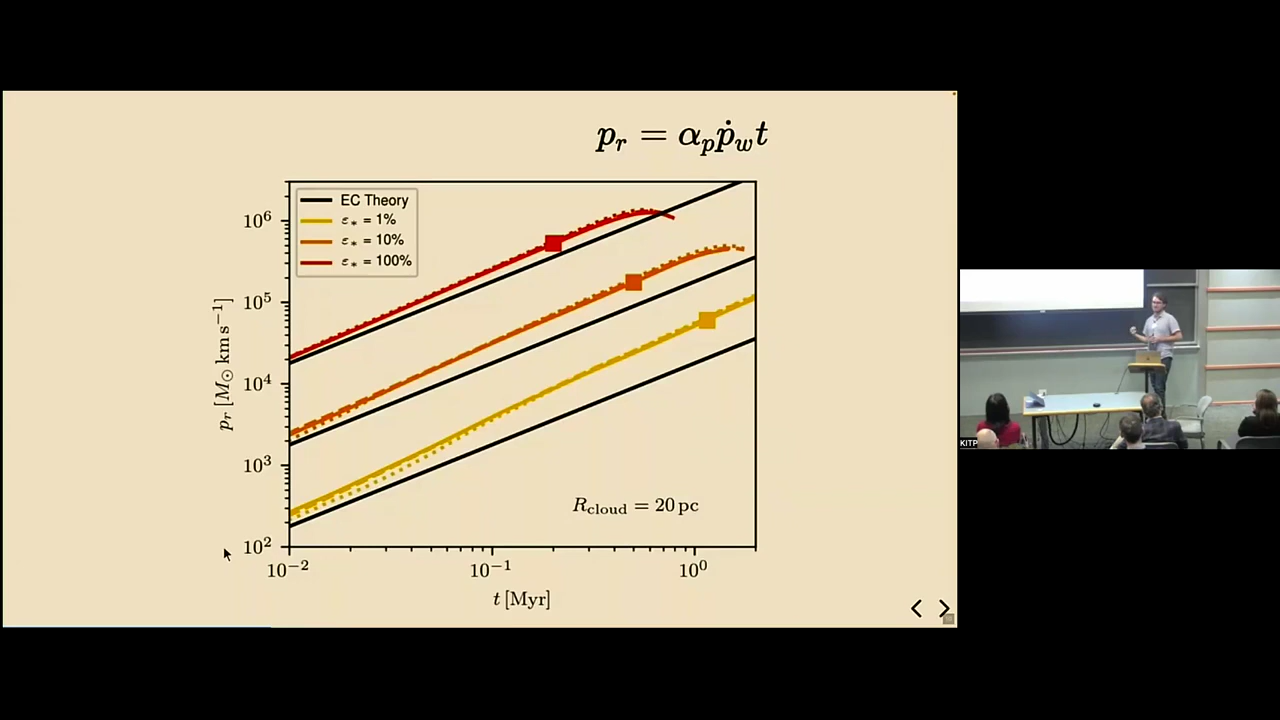 p_r = α_p ṗ_w t
EC Theory
ε_* = 1%
ε_* = 10%
ε_* = 100%
10^6
10^5
10^4
10^3
10^2
p_r [M_⊙ km s^−1]
R_cloud = 20 pc
10^−2
10^−1
10^0
t [Myr]
KITP